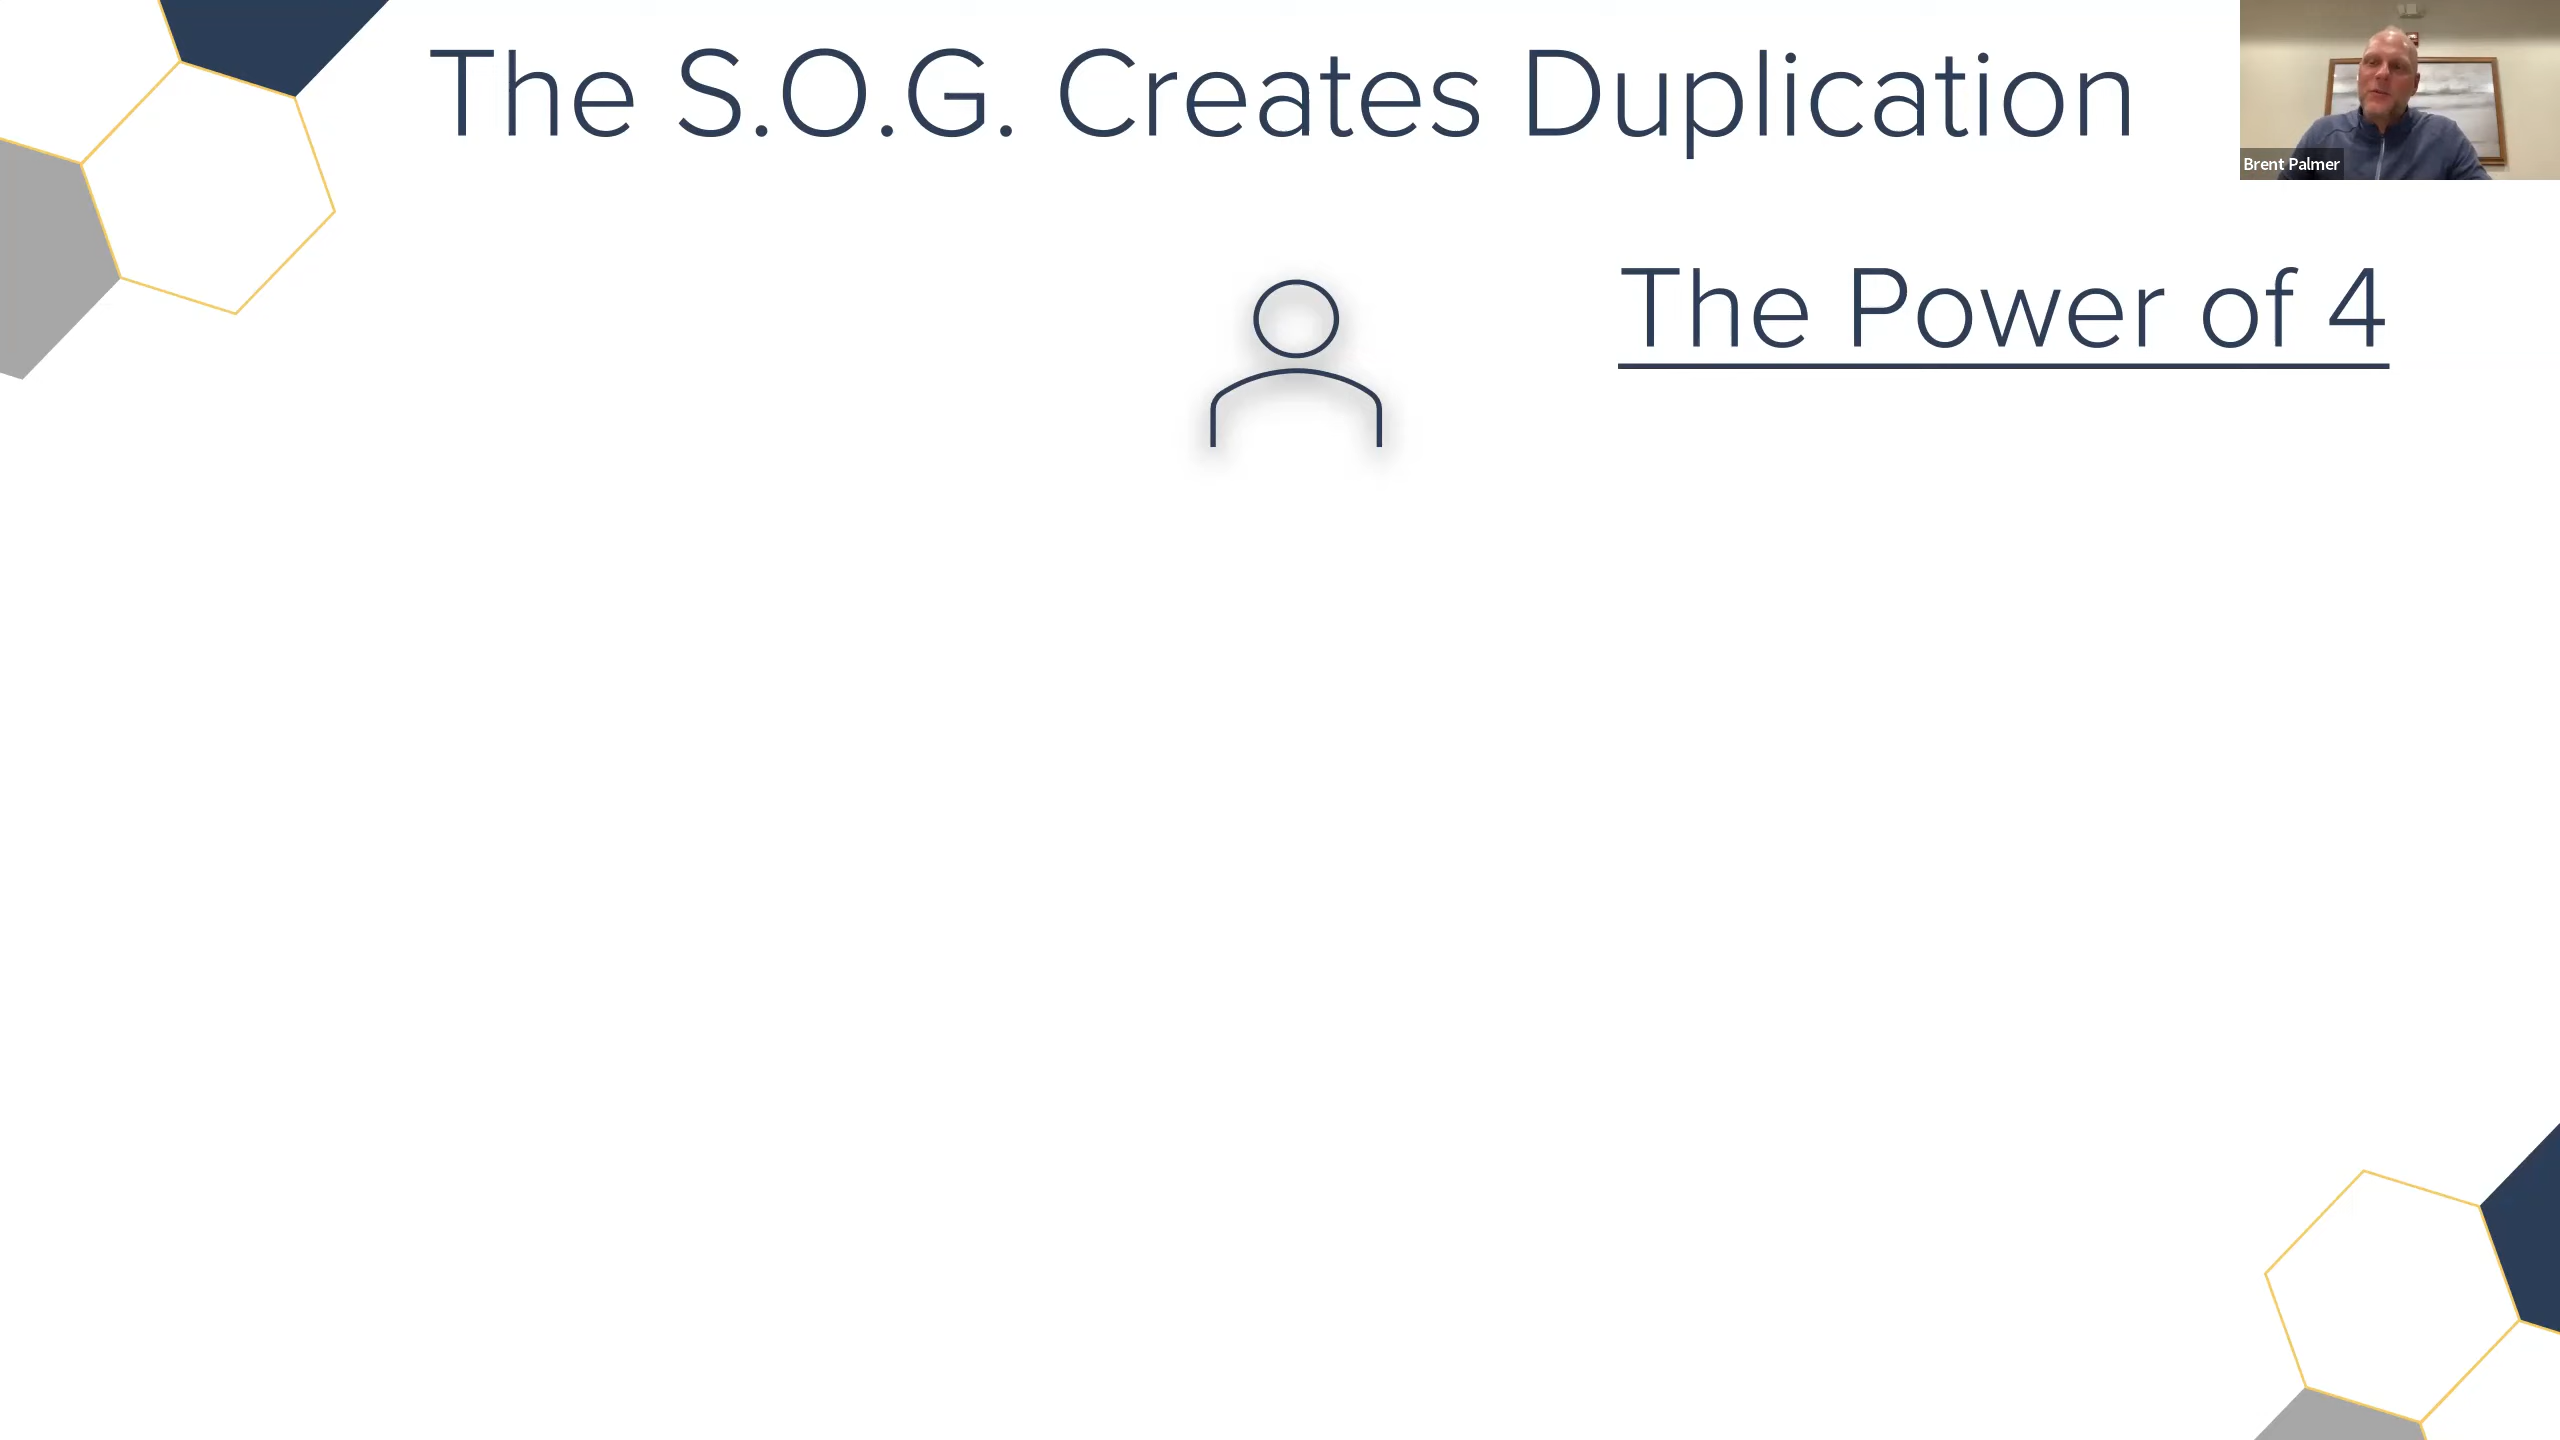 The S.O.G. Creates Duplication
Brent Palmer
The Power of 4